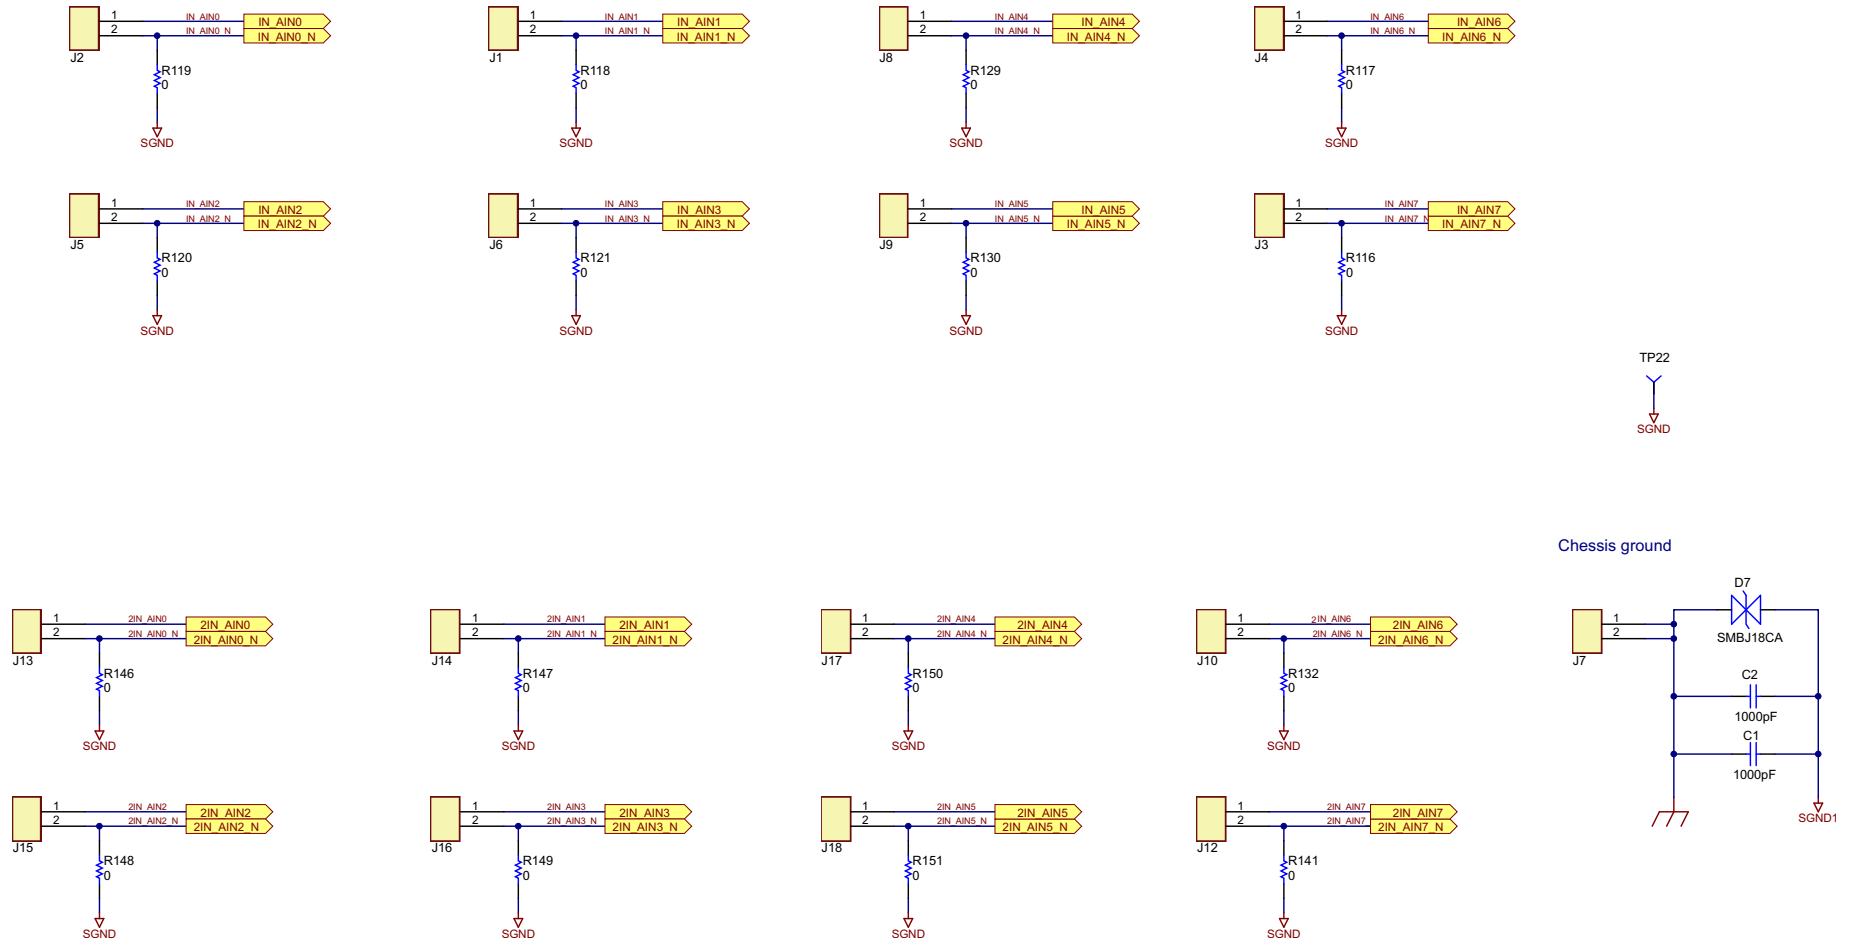 1 IN_AIN0 IN_AIN0
2 IN_AIN0_N IN_AIN0_N
J2
R119
0
SGND
1 IN_AIN1 IN_AIN1
2 IN_AIN1_N IN_AIN1_N
J1
R118
0
SGND
1 IN_AIN4 IN_AIN4
2 IN_AIN4_N IN_AIN4_N
J8
R129
0
SGND
1 IN_AIN6 IN_AIN6
2 IN_AIN6_N IN_AIN6_N
J4
R117
0
SGND
1 IN_AIN2 IN_AIN2
2 IN_AIN2_N IN_AIN2_N
J5
R120
0
SGND
1 IN_AIN3 IN_AIN3
2 IN_AIN3_N IN_AIN3_N
J6
R121
0
SGND
1 IN_AIN5 IN_AIN5
2 IN_AIN5_N IN_AIN5_N
J9
R130
0
SGND
1 IN_AIN7 IN_AIN7
2 IN_AIN7_N IN_AIN7_N
J3
R116
0
SGND
TP22
SGND
1 2IN_AIN0 2IN_AIN0
2 2IN_AIN0_N 2IN_AIN0_N
J13
R146
0
SGND
1 2IN_AIN1 2IN_AIN1
2 2IN_AIN1_N 2IN_AIN1_N
J14
R147
0
SGND
1 2IN_AIN4 2IN_AIN4
2 2IN_AIN4_N 2IN_AIN4_N
J17
R150
0
SGND
1 2IN_AIN6 2IN_AIN6
2 2IN_AIN6_N 2IN_AIN6_N
J10
R132
0
SGND
Chessis ground
D7
1
2
SMBJ18CA
J7
C2
1000pF
C1
1000pF
SGND1
1 2IN_AIN2 2IN_AIN2
2 2IN_AIN2_N 2IN_AIN2_N
J15
R148
0
SGND
1 2IN_AIN3 2IN_AIN3
2 2IN_AIN3_N 2IN_AIN3_N
J16
R149
0
SGND
1 2IN_AIN5 2IN_AIN5
2 2IN_AIN5_N 2IN_AIN5_N
J18
R151
0
SGND
1 2IN_AIN7 2IN_AIN7
2 2IN_AIN7 2IN_AIN7_N
J12
R141
0
SGND